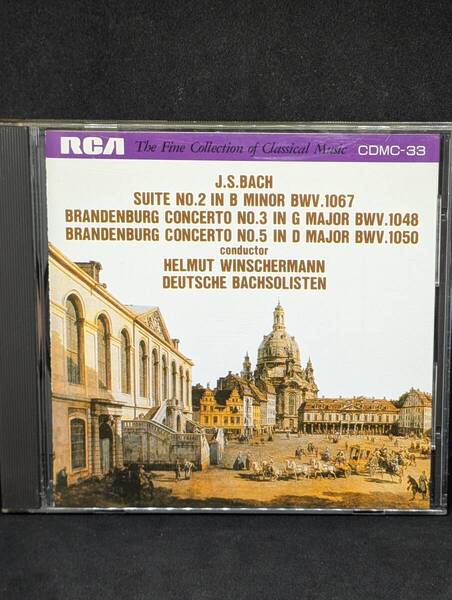 RCA The Fine Collection of Classical Music CDMC-33
J.S.BACH
SUITE NO.2 IN B MINOR BWV.1067
BRANDENBURG CONCERTO NO.3 IN G MAJOR BWV.1048
BRANDENBURG CONCERTO NO.5 IN D MAJOR BWV.1050
conductor
HELMUT WINSCHERMANN
DEUTSCHE BACHSOLISTEN